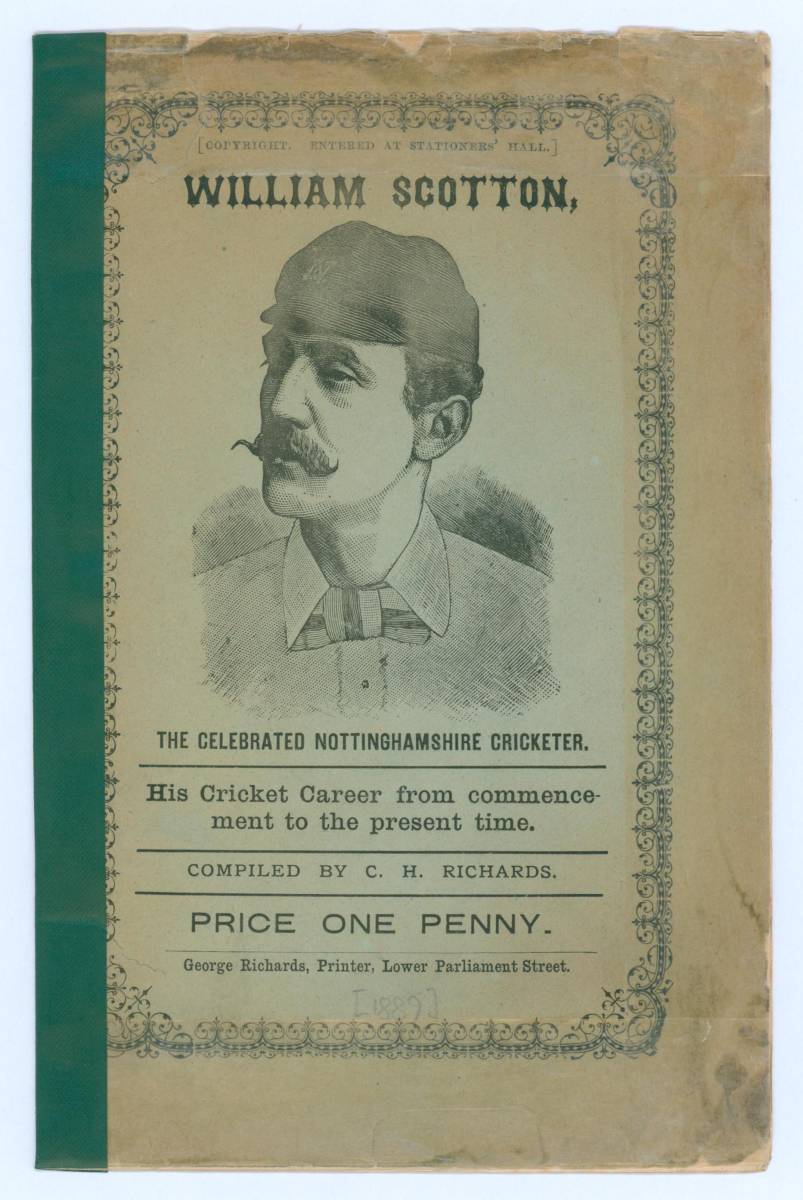 [COPYRIGHT. ENTERED AT STATIONERS' HALL.]
WILLIAM SCOTTON,
THE CELEBRATED NOTTINGHAMSHIRE CRICKETER.
His Cricket Career from commence-
ment to the present time.
COMPILED BY C. H. RICHARDS.
PRICE ONE PENNY.
George Richards, Printer, Lower Parliament Street.